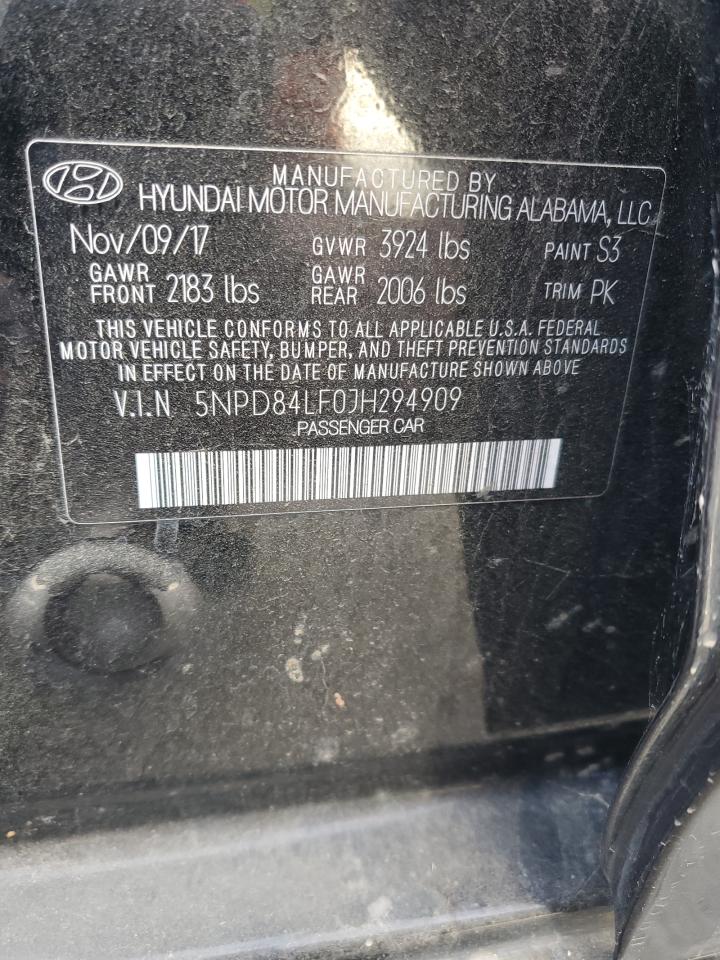 MANUFACTURED BY
HYUNDAI MOTOR MANUFACTURING ALABAMA, LLC
Nov/09/17 GVWR 3924 lbs PAINT S3
GAWR FRONT 2183 lbs GAWR REAR 2006 lbs TRIM PK
THIS VEHICLE CONFORMS TO ALL APPLICABLE U.S.A. FEDERAL
MOTOR VEHICLE SAFETY, BUMPER, AND THEFT PREVENTION STANDARDS
IN EFFECT ON THE DATE OF MANUFACTURE SHOWN ABOVE
V.I.N 5NPD84LF0JH294909
PASSENGER CAR